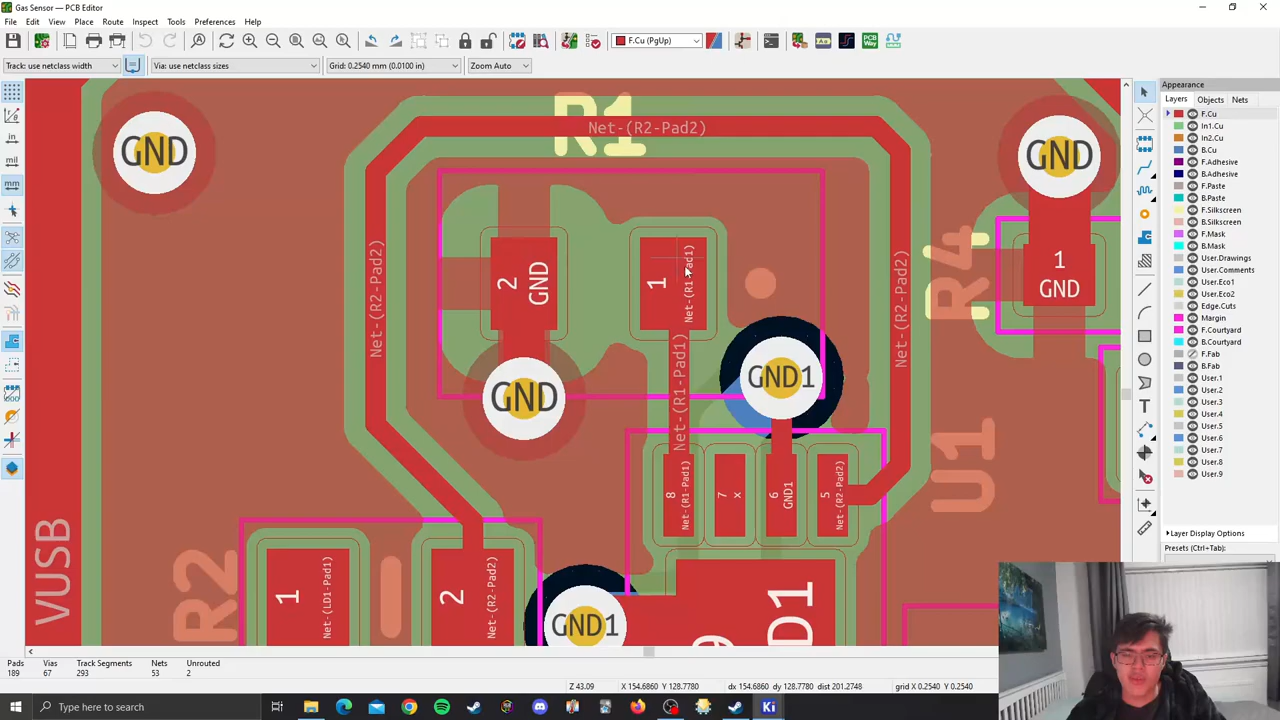 Gas Sensor — PCB Editor
File Edit View Place Route Inspect Tools Preferences Help
F.Cu (PgUp)
Track: use netclass width
Via: use netclass sizes
Grid: 0.2540 mm (0.0100 in)
Zoom Auto
in
mil
mm
PCB
Way
Appearance
Layers Objects Nets
F.Cu
In1.Cu
In2.Cu
B.Cu
F.Adhesive
B.Adhesive
F.Paste
B.Paste
F.Silkscreen
B.Silkscreen
F.Mask
B.Mask
User.Drawings
User.Comments
User.Eco1
User.Eco2
Edge.Cuts
Margin
F.Courtyard
B.Courtyard
F.Fab
B.Fab
User.1
User.2
User.3
User.4
User.5
User.6
User.7
User.8
User.9
Layer Display Options
Presets (Ctrl+Tab):
R1
Net-(R2-Pad2)
GND
GND
Net-(R2-Pad2)
2
GND
1
Net-(R1-Pad1)
Net-(R2-Pad2)
R4
1
GND
GND
Net-(R1-Pad1)
GND1
8
Net-(R1-Pad1)
7
x
6
GND1
5
Net-(R2-Pad2)
U1
VUSB
R2
1
Net-(LD1-Pad1)
2
Net-(R2-Pad2)
GND1
9
D1
Pads
189
Vias
67
Track Segments
293
Nets
53
Unrouted
2
Z 43.09
X 154.6860 Y 128.7780
dx 154.6860 dy 128.7780 dist 201.2748
grid X 0.2540 Y 0.2540
Type here to search
Ki